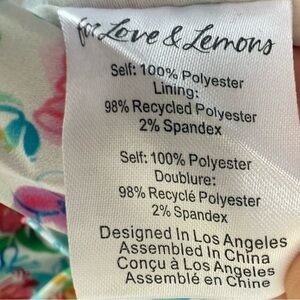 for Love & Lemons
Self: 100% Polyester
Lining:
98% Recycled Polyester
2% Spandex
Self: 100% Polyester
Doublure:
98% Recyclé Polyester
2% Spandex
Designed In Los Angeles
Assembled In China
Conçu à Los Angeles
Assemblé en Chine